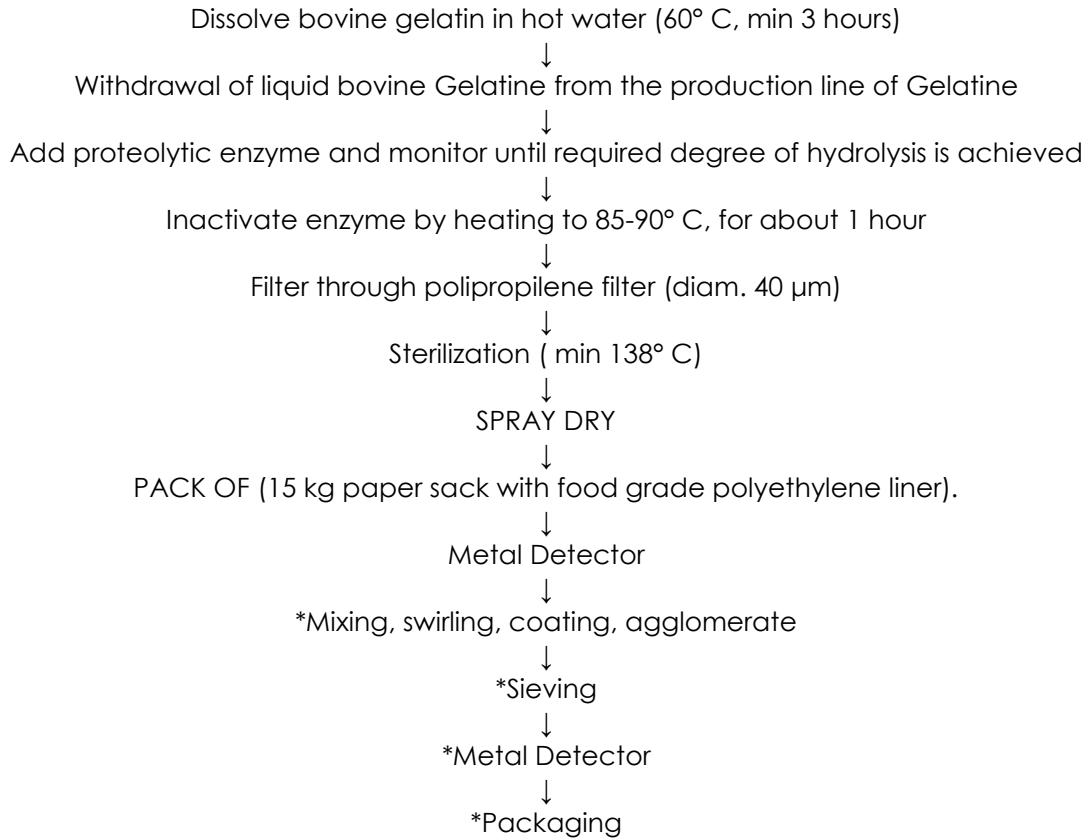 Dissolve bovine gelatin in hot water (60° C, min 3 hours)
↓
Withdrawal of liquid bovine Gelatine from the production line of Gelatine
↓
Add proteolytic enzyme and monitor until required degree of hydrolysis is achieved
↓
Inactivate enzyme by heating to 85-90° C, for about 1 hour
↓
Filter through polipropilene filter (diam. 40 µm)
↓
Sterilization ( min 138° C)
↓
SPRAY DRY
↓
PACK OF (15 kg paper sack with food grade polyethylene liner).
↓
Metal Detector
↓
*Mixing, swirling, coating, agglomerate
↓
*Sieving
↓
*Metal Detector
↓
*Packaging